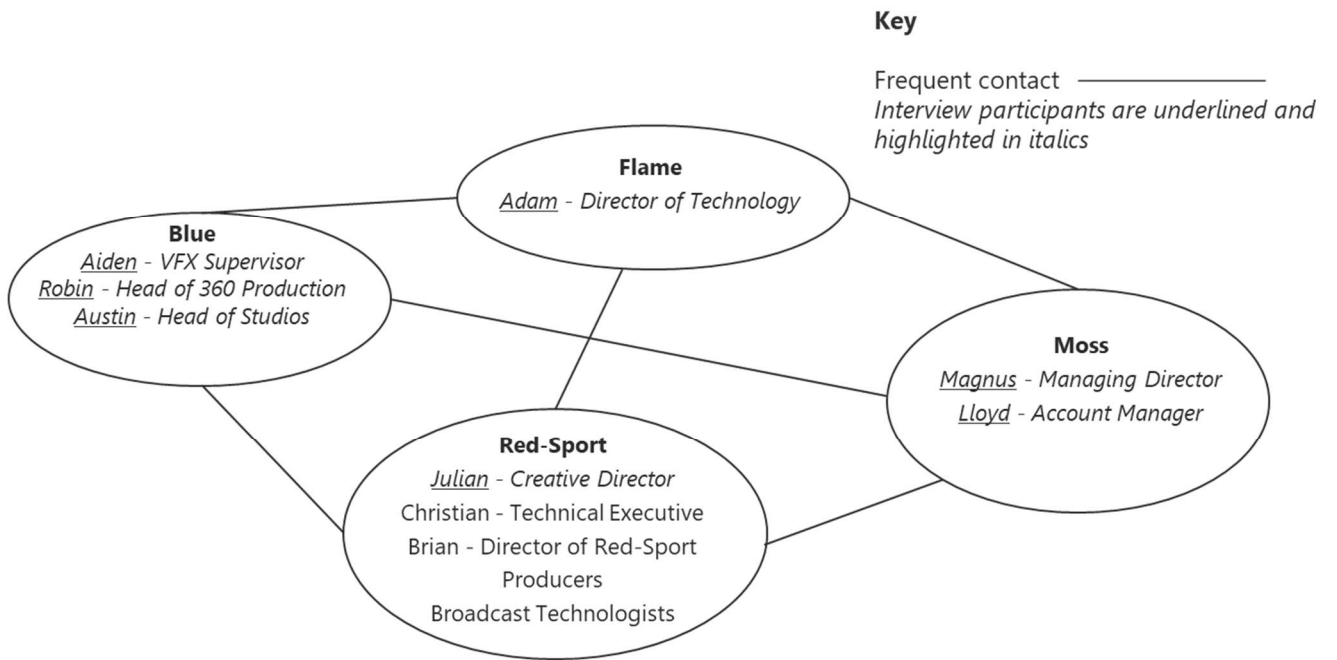 Key
Frequent contact
Interview participants are underlined and
highlighted in italics
Flame
Adam - Director of Technology
Blue
Aiden - VFX Supervisor
Robin - Head of 360 Production
Austin - Head of Studios
Moss
Magnus - Managing Director
Lloyd - Account Manager
Red-Sport
Julian - Creative Director
Christian - Technical Executive
Brian - Director of Red-Sport
Producers
Broadcast Technologists